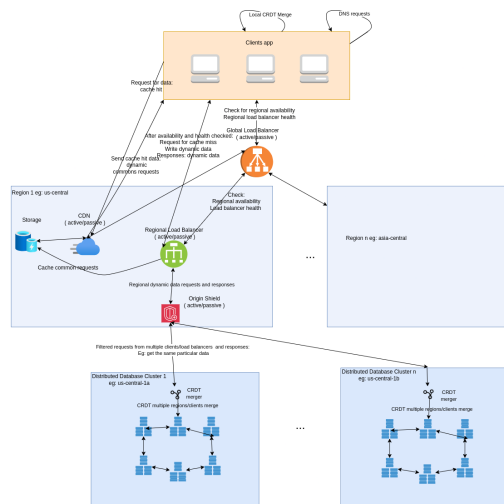 Local CRDT Merge
DNS requests
Clients app
Request for data:
cache hit
Check for regional availability
Regional load balancer health
Global Load Balancer
( active/passive )
After availability and health checked:
Request for cache miss
Write dynamic data
Responses: dynamic data
Send cache hit data,
dynamic
commons requests
Region 1 eg: us-central
Storage
CDN
( active/passive )
Check:
Regional availability
Load balancer health
Regional Load Balancer
( active/passive )
Region n eg: asia-central
...
Cache common requests
Regional dynamic data requests and responses
Origin Shield
( active/passive )
Filtered requests from multiple clients/load balancers and responses:
Eg: get the same particular data
Distributed Database Cluster 1
eg: us-central-1a
CRDT
merger
CRDT multiple regions/clients merge
...
Distributed Database Cluster n
eg: us-central-1b
CRDT
merger
CRDT multiple regions/clients merge